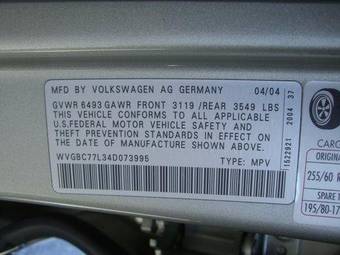 MFD BY VOLKSWAGEN AG GERMANY 04/04
GVWR 6493 GAWR FRONT 3119 /REAR 3549 LBS
THIS VEHICLE CONFORMS TO ALL APPLICABLE
U.S.FEDERAL MOTOR VEHICLE SAFETY AND
THEFT PREVENTION STANDARDS IN EFFECT ON
THE DATE OF MANUFACTURE SHOWN ABOVE.
WVGBC77L34D073995 TYPE: MPV
1522921 2004 37
CARG
ORIGINA
255/60 R
SPARE T
195/80-17